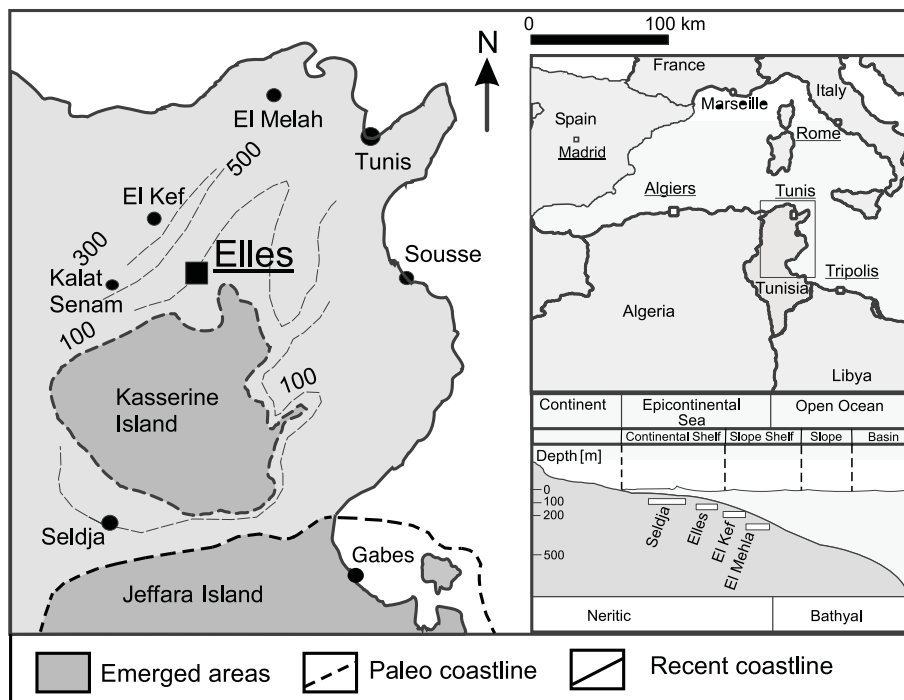 0 100 km
N
El Melah
Tunis
500
El Kef
300
Elles
Sousse
Kalat
Senam
100
Kasserine
Island
100
Seldja
Gabes
Jeffara Island
France
Marseille
Italy
Spain
Madrid
Rome
Algiers
Tunis
Tripolis
Tunisia
Algeria
Libya
Continent Epicontinental Open Ocean
Sea
Continental Shelf Slope Shelf Slope Basin
Depth [m]
0
100
200
500
Seldja
Elles
El Kef
El Mehla
Neritic Bathyal
Emerged areas Paleo coastline Recent coastline